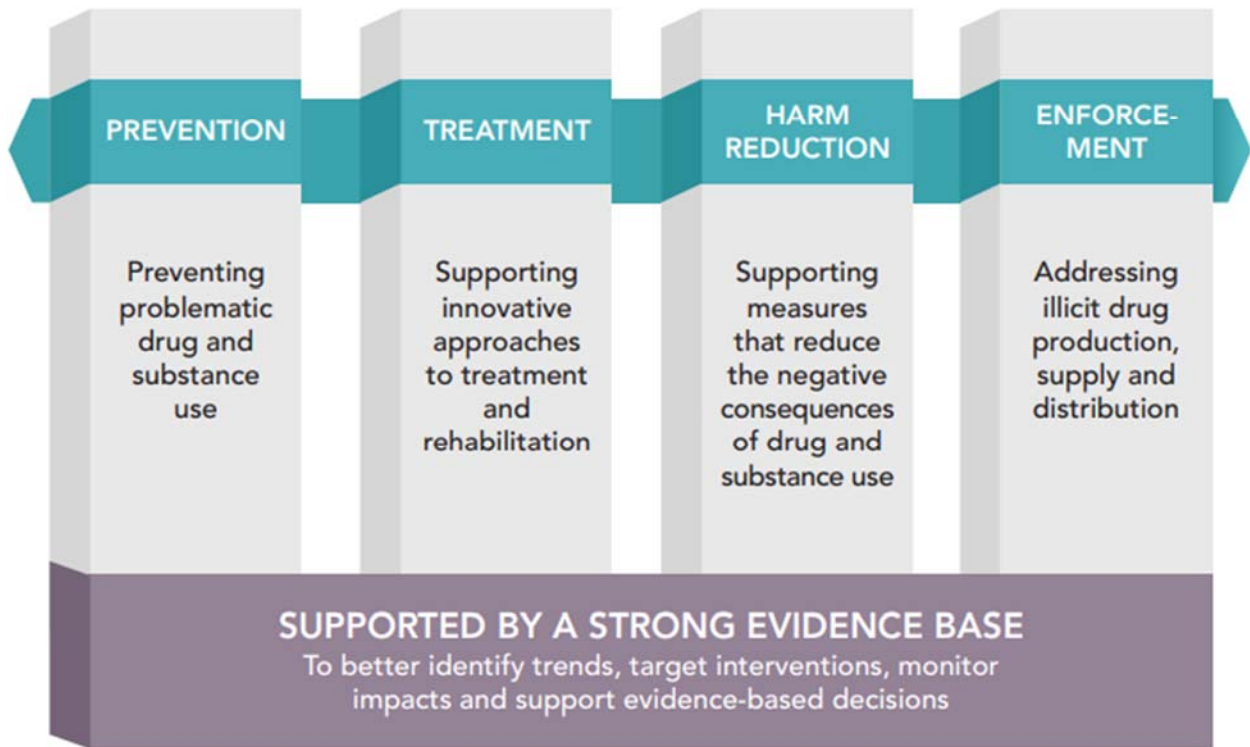 PREVENTION
Preventing
problematic
drug and
substance
use
TREATMENT
Supporting
innovative
approaches
to treatment
and
rehabilitation
HARM
REDUCTION
Supporting
measures
that reduce
the negative
consequences
of drug and
substance use
ENFORCE-
MENT
Addressing
illicit drug
production,
supply and
distribution
SUPPORTED BY A STRONG EVIDENCE BASE
To better identify trends, target interventions, monitor
impacts and support evidence-based decisions